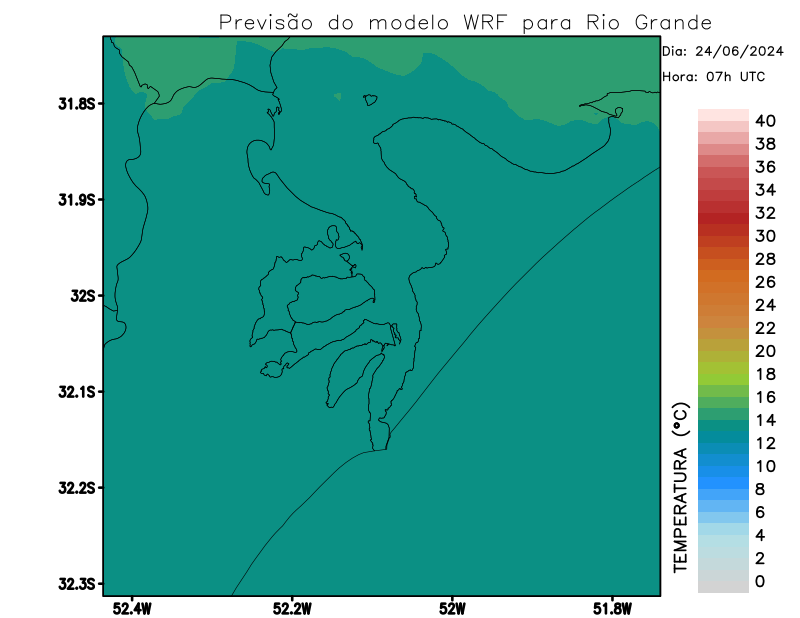 Previsão do modelo WRF para Rio Grande
Dia: 24/06/2024
Hora: 07h UTC
31.8S
31.9S
32S
32.1S
32.2S
32.3S
52.4W
52.2W
52W
51.8W
TEMPERATURA (°C)
40
38
36
34
32
30
28
26
24
22
20
18
16
14
12
10
8
6
4
2
0